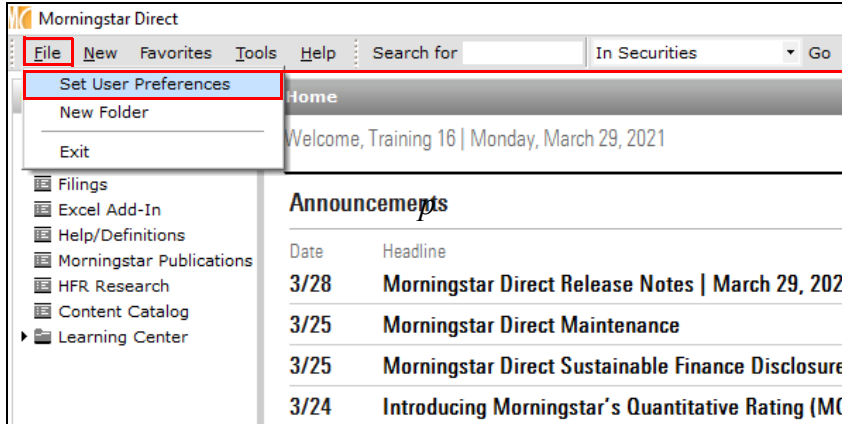 Morningstar Direct
File New Favorites Tools Help Search for In Securities Go
Set User Preferences
New Folder
Exit
Home
Welcome, Training 16 | Monday, March 29, 2021
Filings
Excel Add-In
Help/Definitions
Morningstar Publications
HFR Research
Content Catalog
Learning Center
Announcements
p
Date Headline
3/28 Morningstar Direct Release Notes | March 29, 202
3/25 Morningstar Direct Maintenance
3/25 Morningstar Direct Sustainable Finance Disclosure
3/24 Introducing Morningstar's Quantitative Rating (MO